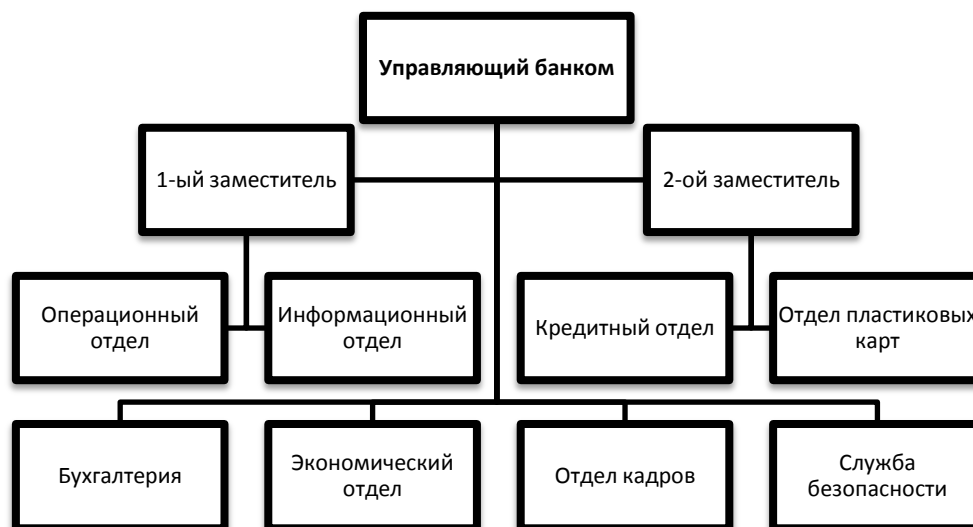 Управляющий банком
1-ый заместитель
2-ой заместитель
Операционный
отдел
Информационный
отдел
Кредитный отдел
Отдел пластиковых
карт
Бухгалтерия
Экономический
отдел
Отдел кадров
Служба
безопасности